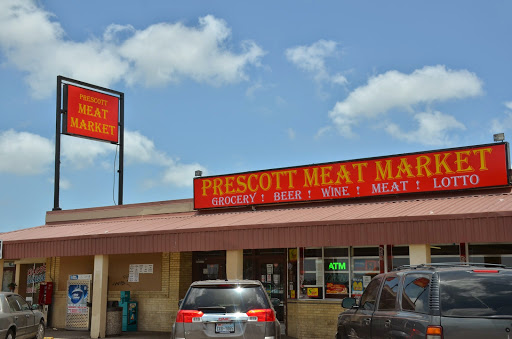 PRESCOTT
MEAT
MARKET
PRESCOTT MEAT MARKET
GROCERY ! BEER ! WINE ! MEAT ! LOTTO
ATM